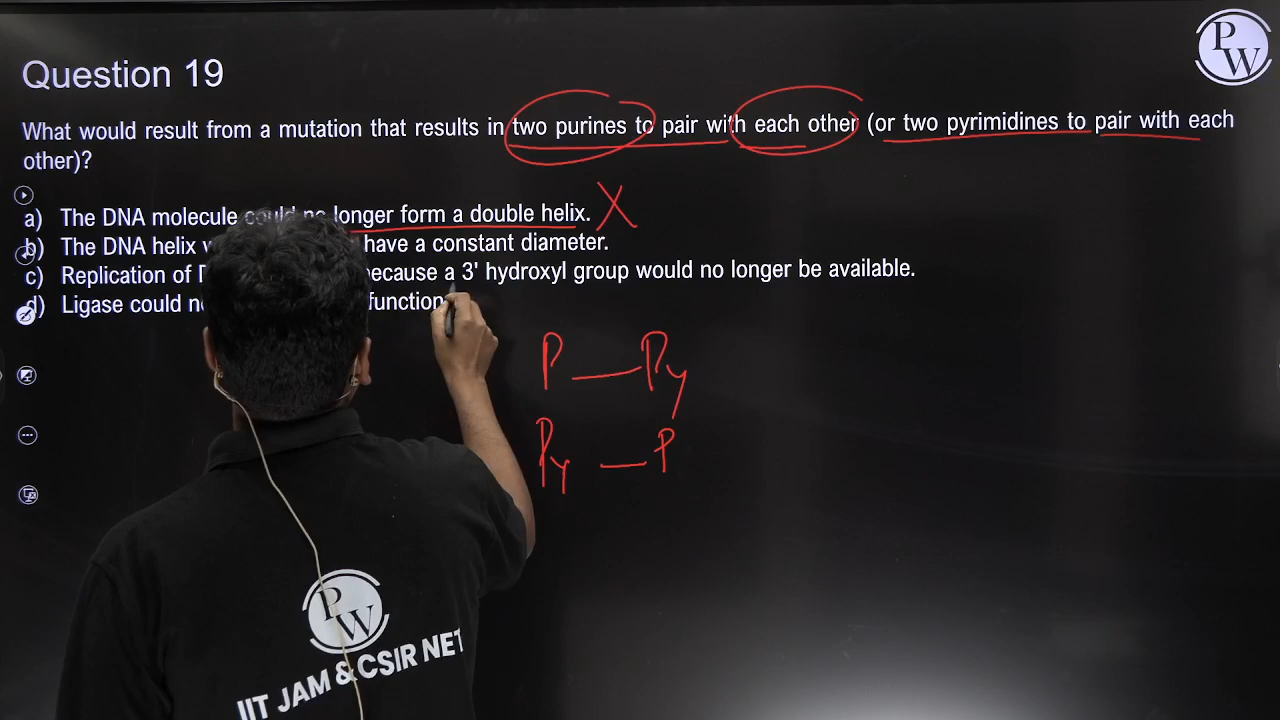 PW
Question 19
What would result from a mutation that results in two purines to pair with each other (or two pyrimidines to pair with each
other)?
a) The DNA molecule could no longer form a double helix.
b) The DNA helix have a constant diameter.
c) Replication of because a 3' hydroxyl group would no longer be available.
d) Ligase could function
P — Py
Py — P
PW
IIT JAM & CSIR NET